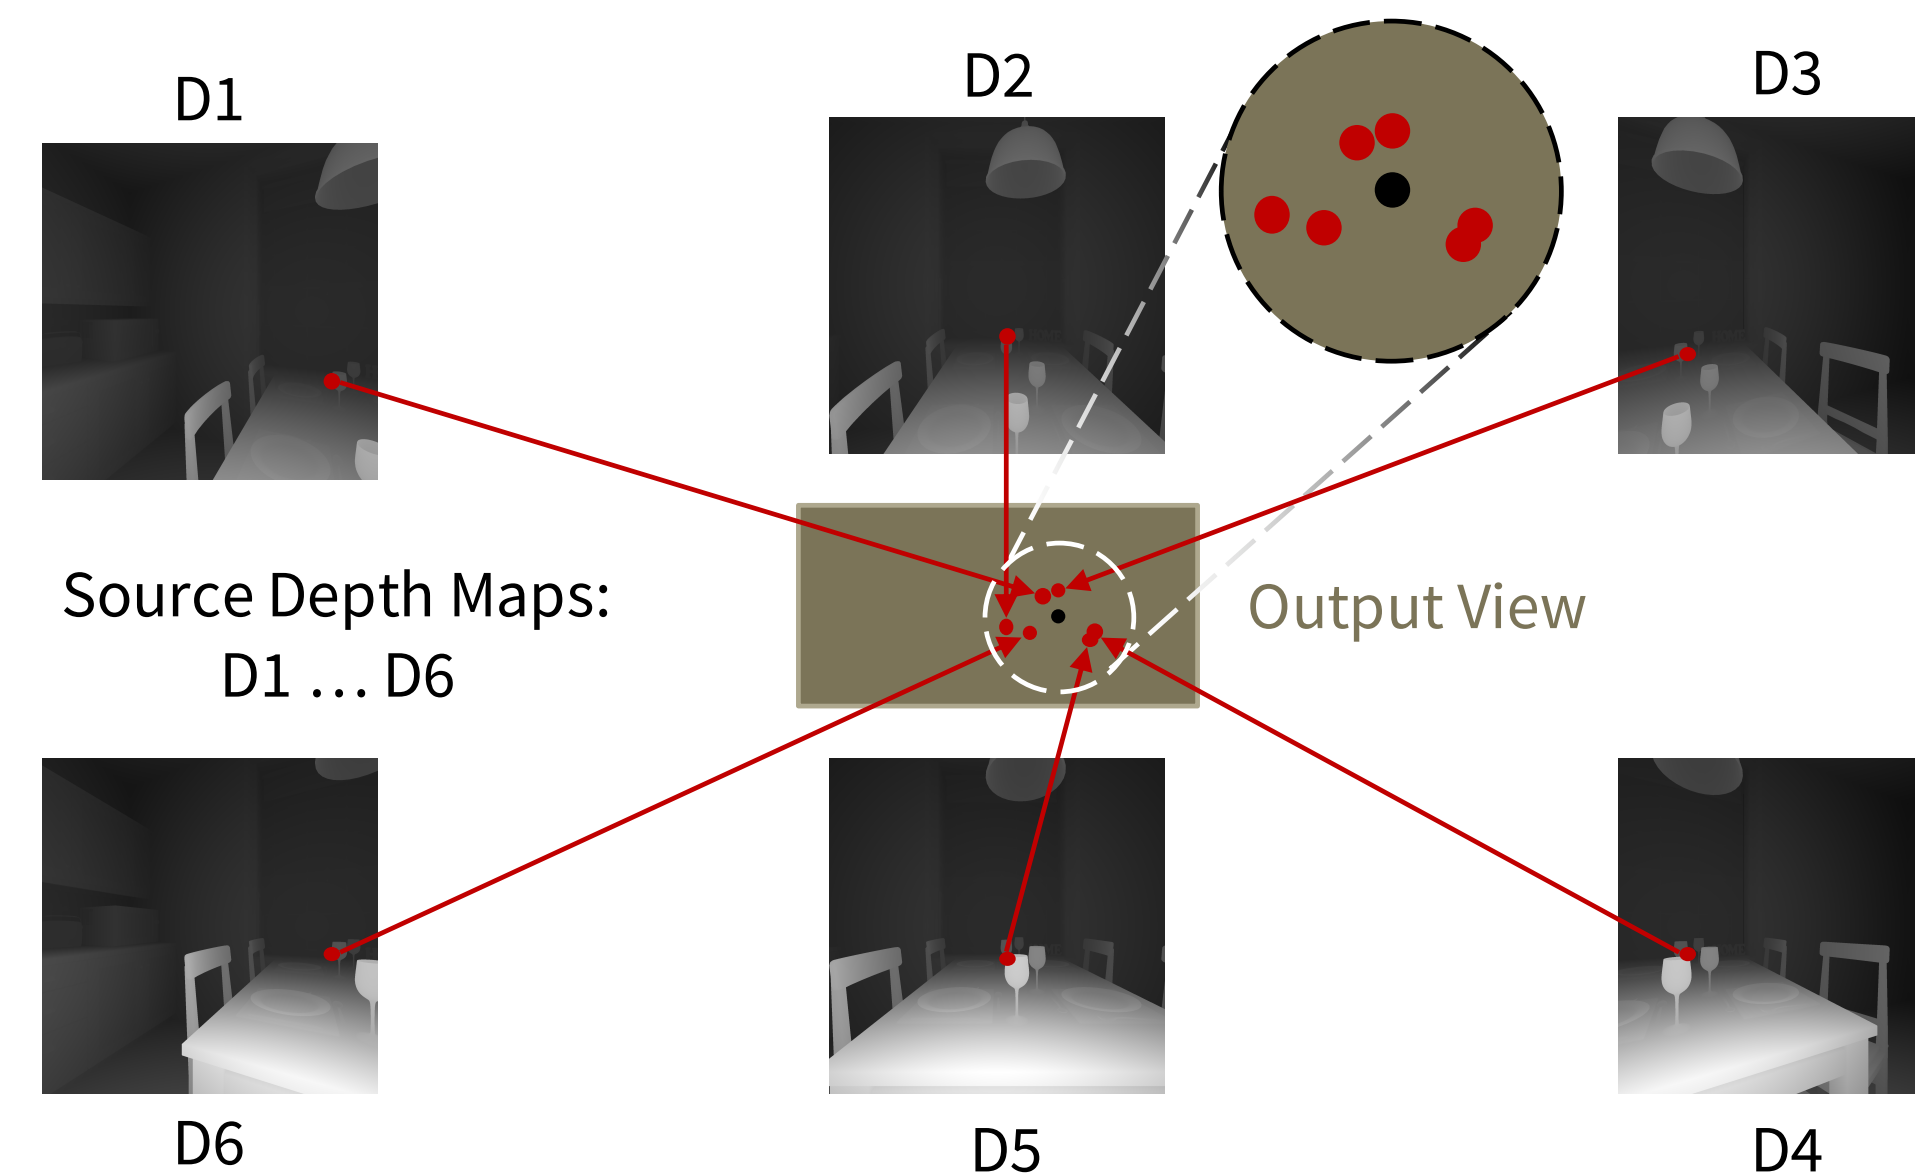 D1
D2
D3
Source Depth Maps:
D1 … D6
Output View
D6
D5
D4